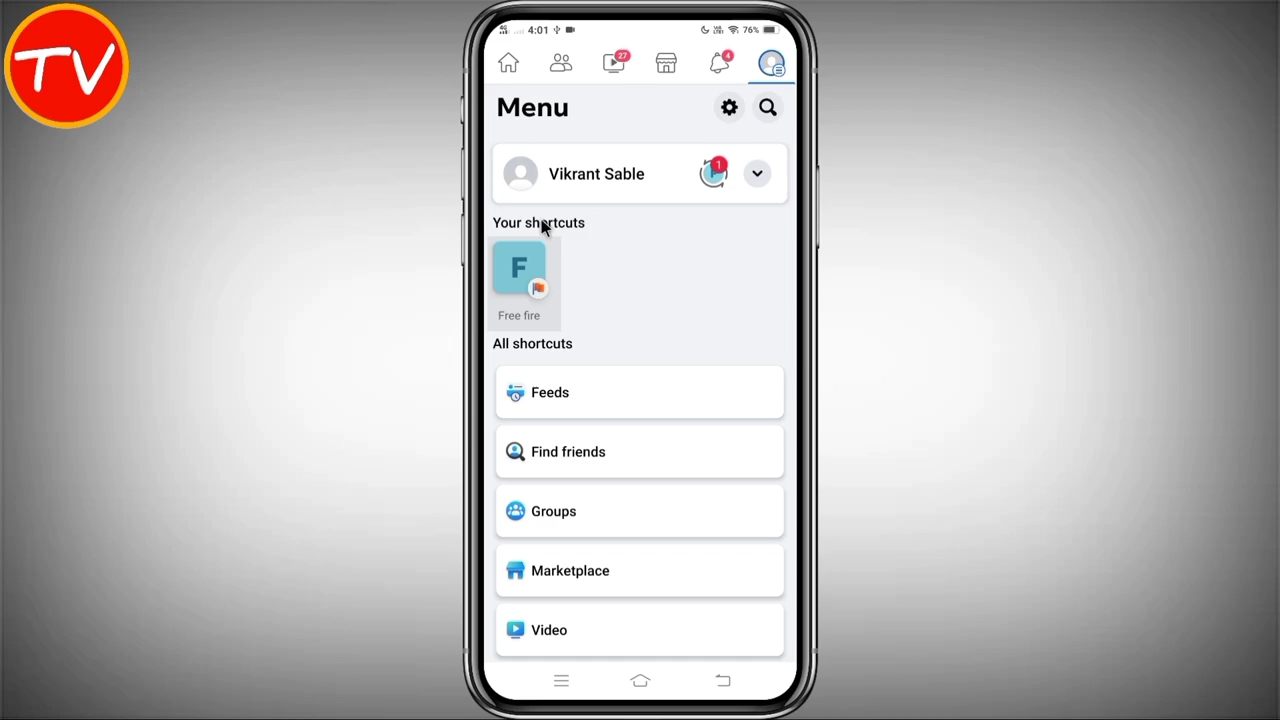 TV
4G
4:01
76%
27
4
Menu
Vikrant Sable
1
Your shortcuts
F
Free fire
All shortcuts
Feeds
Find friends
Groups
Marketplace
Video